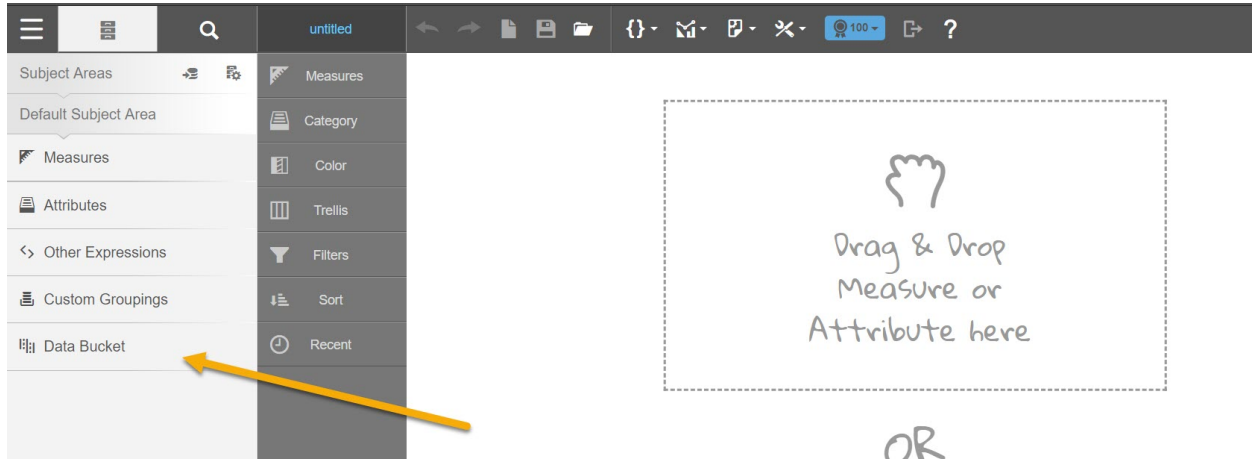 untitled
{}
100
?
Subject Areas
Default Subject Area
Measures
Attributes
Other Expressions
Custom Groupings
Data Bucket
Measures
Category
Color
Trellis
Filters
Sort
Recent
Drag & Drop
Measure or
Attribute here
OR